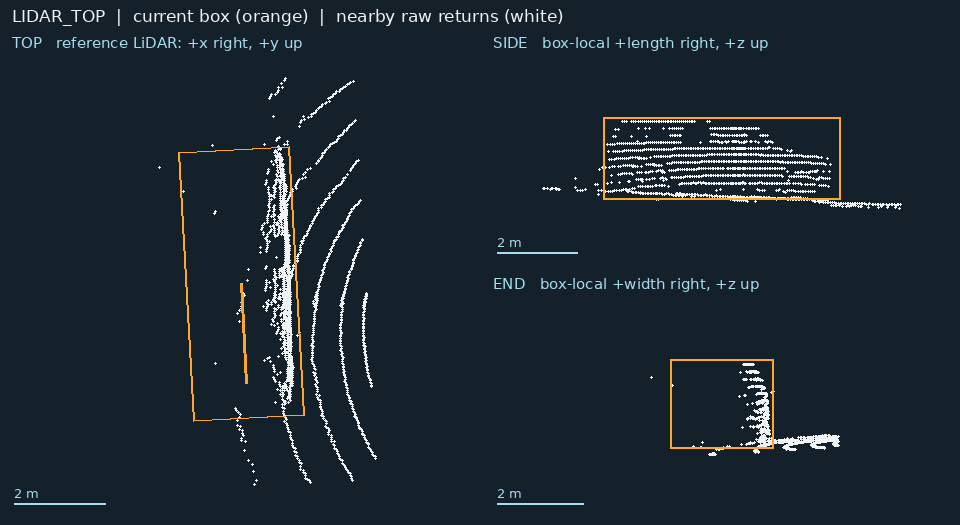 LIDAR_TOP | current box (orange) | nearby raw returns (white)
TOP reference LiDAR: +x right, +y up
SIDE box-local +length right, +z up
2 m
END box-local +width right, +z up
2 m
2 m